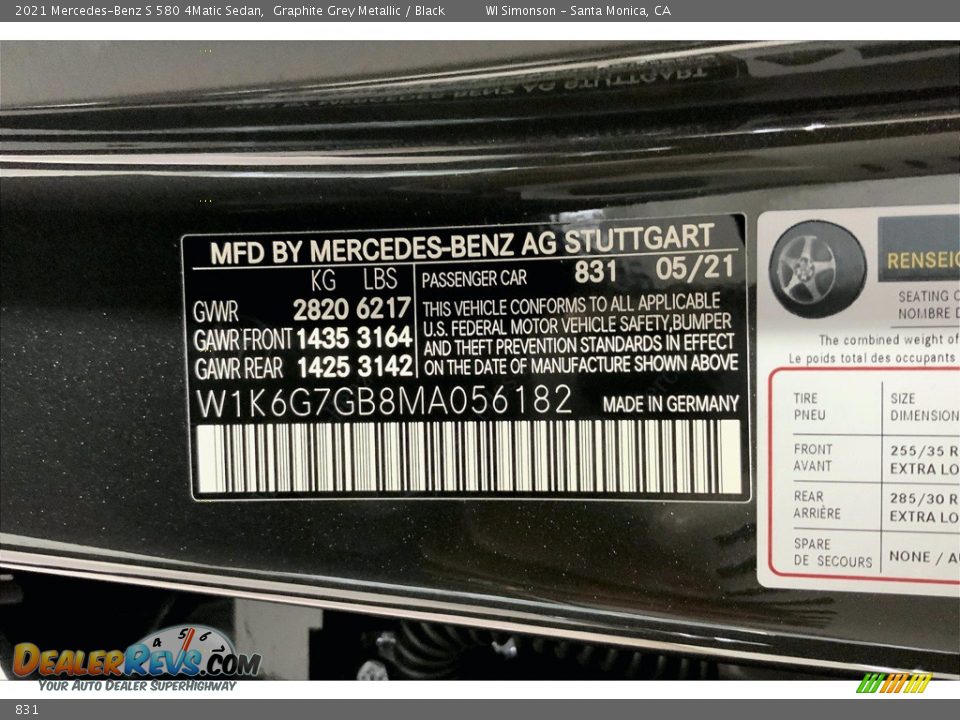 2021 Mercedes-Benz S 580 4Matic Sedan, Graphite Grey Metallic / Black WI Simonson - Santa Monica, CA
MFD BY MERCEDES-BENZ AG STUTTGART
KG LBS PASSENGER CAR 831 05/21
GVWR 2820 6217
GAWR FRONT 1435 3164
GAWR REAR 1425 3142
THIS VEHICLE CONFORMS TO ALL APPLICABLE
U.S. FEDERAL MOTOR VEHICLE SAFETY,BUMPER
AND THEFT PREVENTION STANDARDS IN EFFECT
ON THE DATE OF MANUFACTURE SHOWN ABOVE
W1K6G7GB8MA056182 MADE IN GERMANY
RENSEIG
SEATING C
NOMBRE D
The combined weight of
Le poids total des occupants
TIRE SIZE
PNEU DIMENSION
FRONT 255/35 R
AVANT EXTRA LO
REAR 285/30 R
ARRIÈRE EXTRA LO
SPARE
DE SECOURS NONE / A
4 5 6
DEALERREVS.COM
YOUR AUTO DEALER SUPERHIGHWAY
831